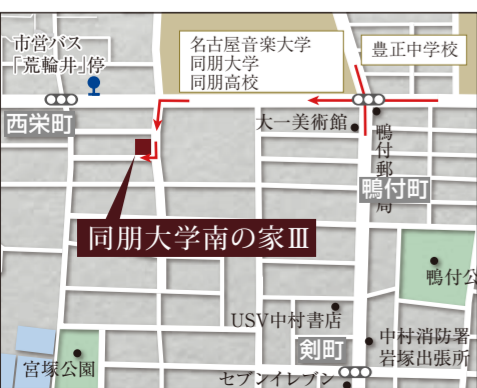 市営バス
「荒輪井」停
名古屋音楽大学
同朋大学
同朋高校
豊正中学校
西栄町
大一美術館
鴨付郵便局
鴨付町
同朋大学南の家Ⅲ
鴨付公
USV中村書店
中村消防署
岩塚出張所
剣町
宮塚公園
セブンイレブン